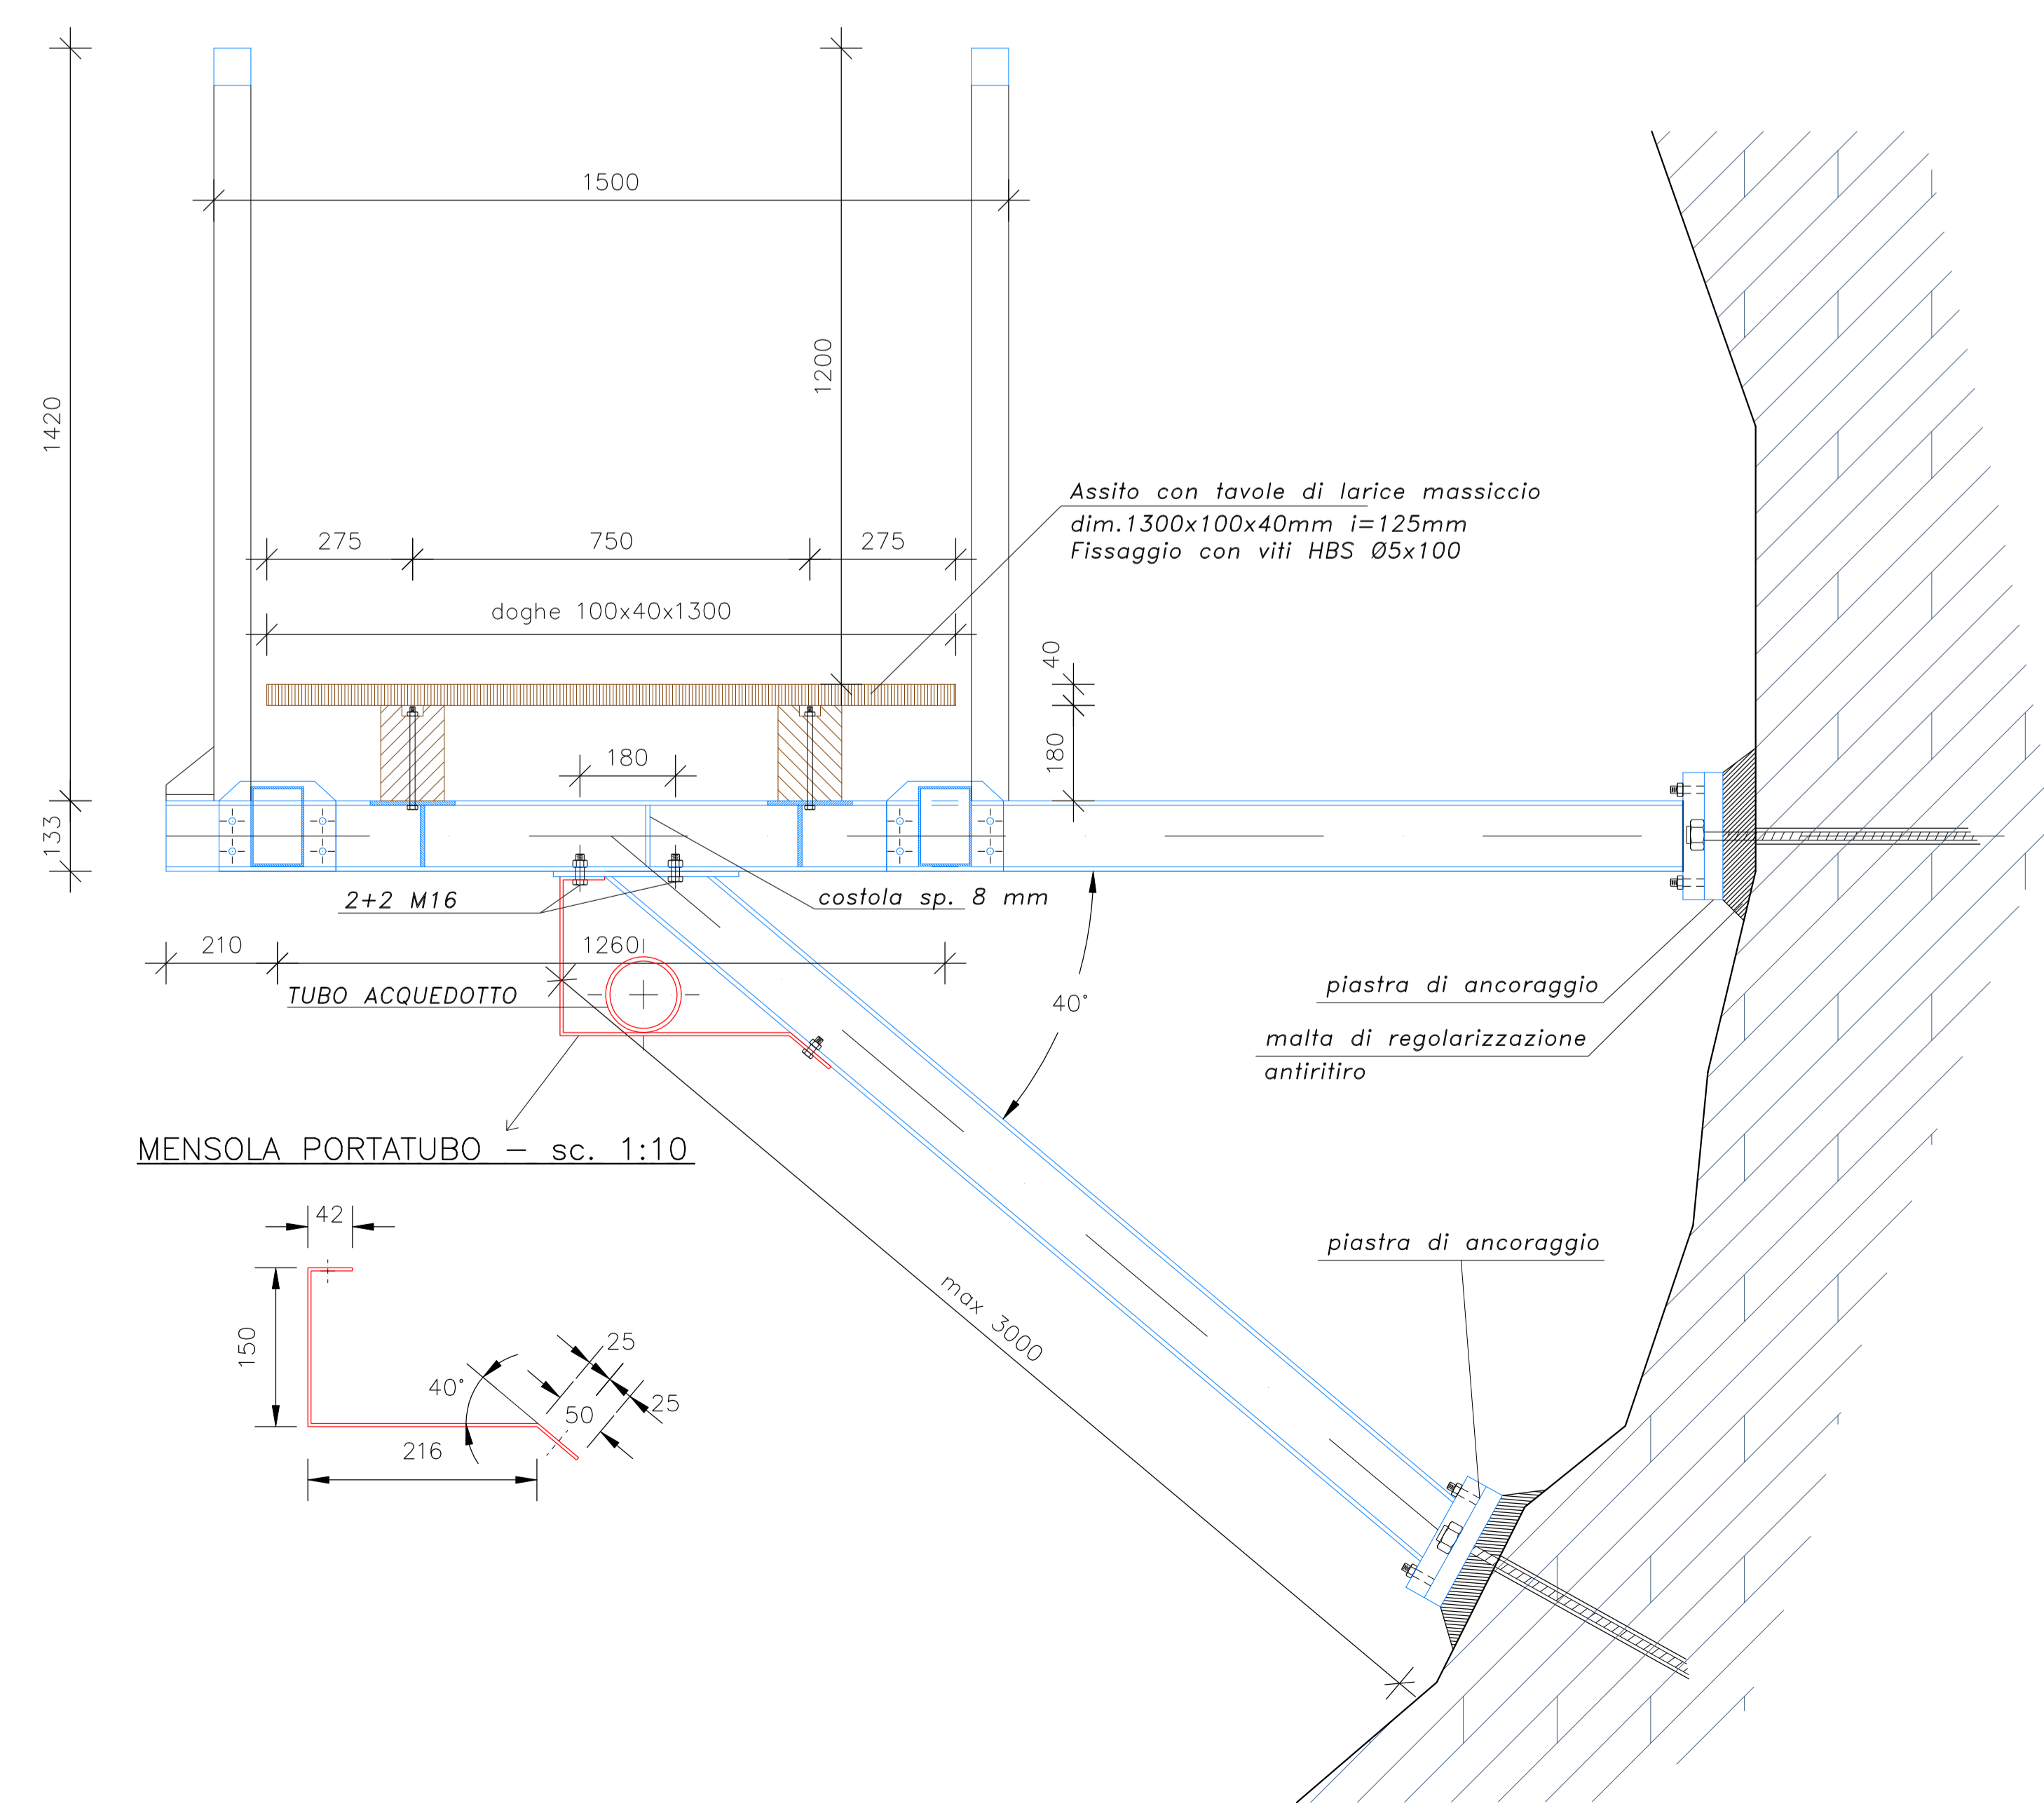 1500
1420
1200
Assito con tavole di larice massiccio
dim.1300x100x40mm i=125mm
Fissaggio con viti HBS Ø5x100
275
750
275
doghe 100x40x1300
40
180
180
133
2+2 M16
costola sp. 8 mm
210
1260
TUBO ACQUEDOTTO
40°
piastra di ancoraggio
malta di regolarizzazione
antiritiro
MENSOLA PORTATUBO – sc. 1:10
42
150
40°
25
50
25
216
max 3000
piastra di ancoraggio